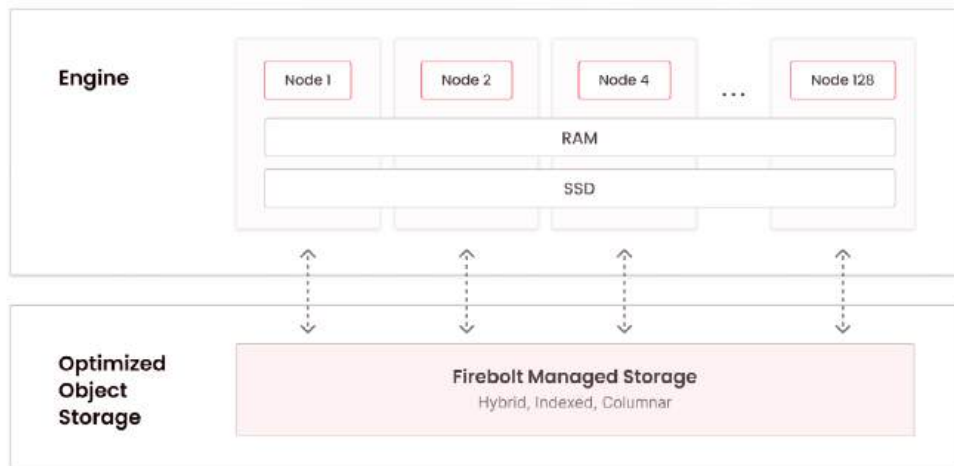 Engine
Node 1
Node 2
Node 4
...
Node 128
RAM
SSD
Optimized
Object
Storage
Firebolt Managed Storage
Hybrid, Indexed, Columnar